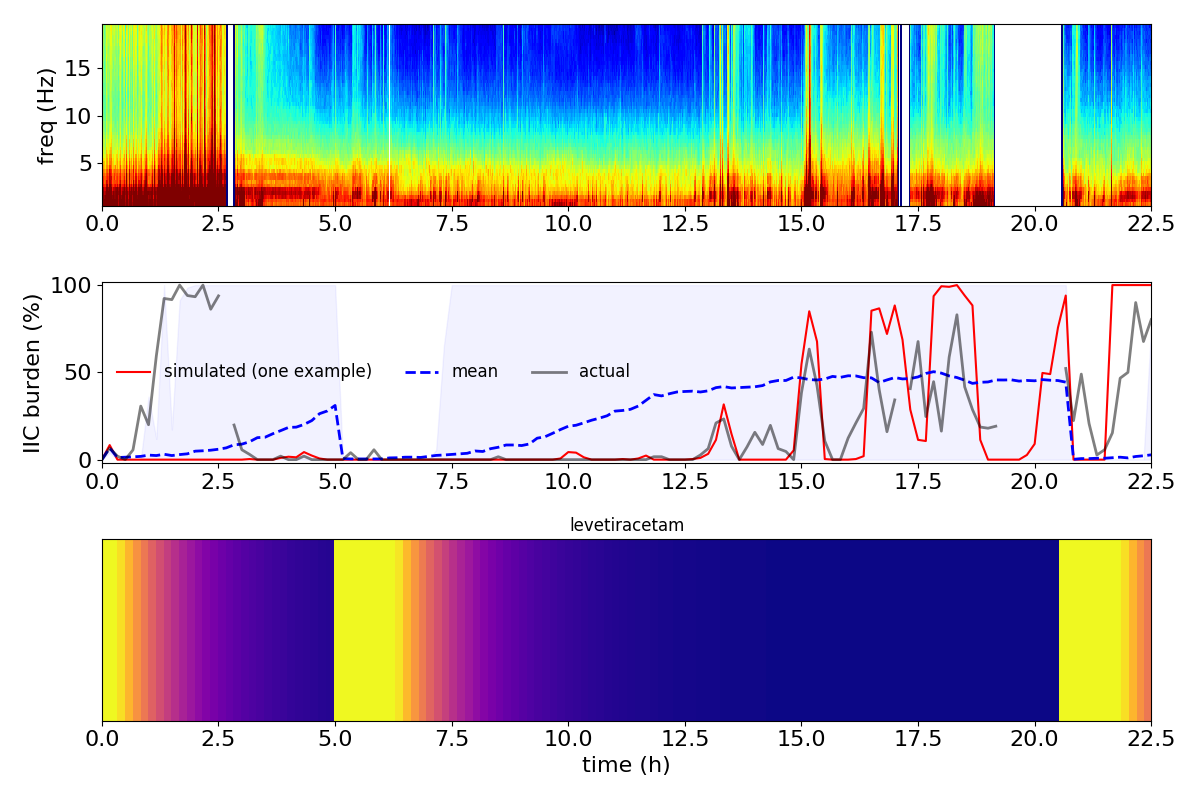 freq (Hz)
15
10
5
0.0 2.5 5.0 7.5 10.0 12.5 15.0 17.5 20.0 22.5
IIC burden (%)
100
50
0
simulated (one example) mean actual
0.0 2.5 5.0 7.5 10.0 12.5 15.0 17.5 20.0 22.5
levetiracetam
0.0 2.5 5.0 7.5 10.0 12.5 15.0 17.5 20.0 22.5
time (h)